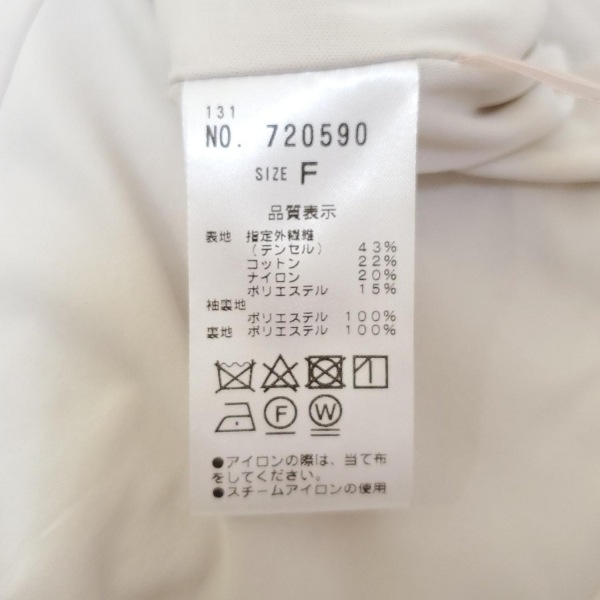 131
NO. 720590
SIZE F
品質表示
表地 指定外繊維
(テンセル) 43%
コットン 22%
ナイロン 20%
ポリエステル 15%
袖裏地
ポリエステル 100%
裏地 ポリエステル 100%
F W
●アイロンの際は、当て布
をしてください。
●スチームアイロンの使用